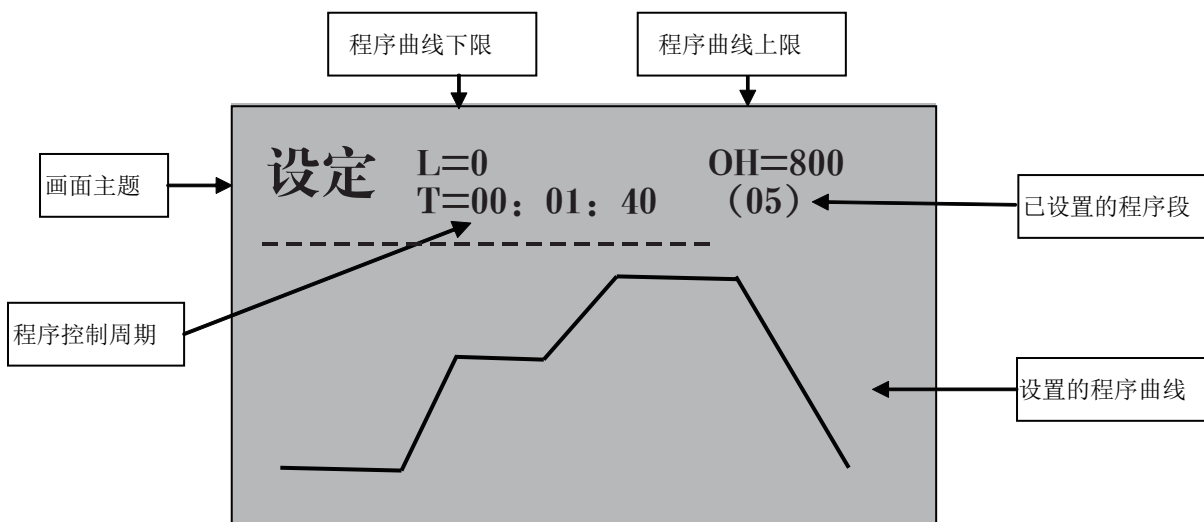 程序曲线下限
程序曲线上限
设定
L=0
OH=800
画面主题
T=00：01：40
（05）
已设置的程序段
程序控制周期
设置的程序曲线